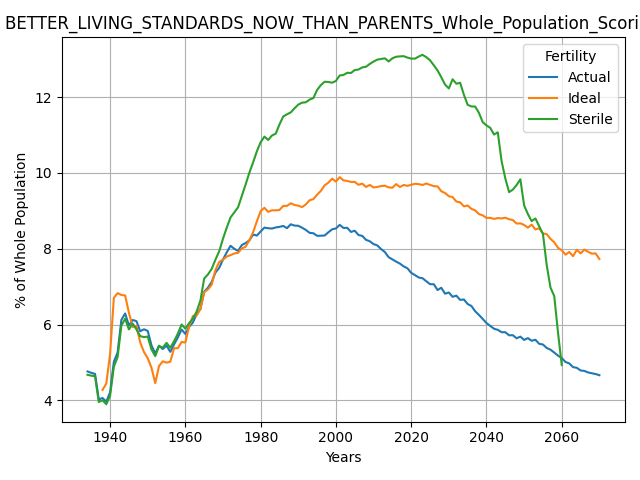 BETTER_LIVING_STANDARDS_NOW_THAN_PARENTS_Whole_Population_Scori
Fertility
Actual
Ideal
Sterile
% of Whole Population
12
10
8
6
4
1940 1960 1980 2000 2020 2040 2060
Years